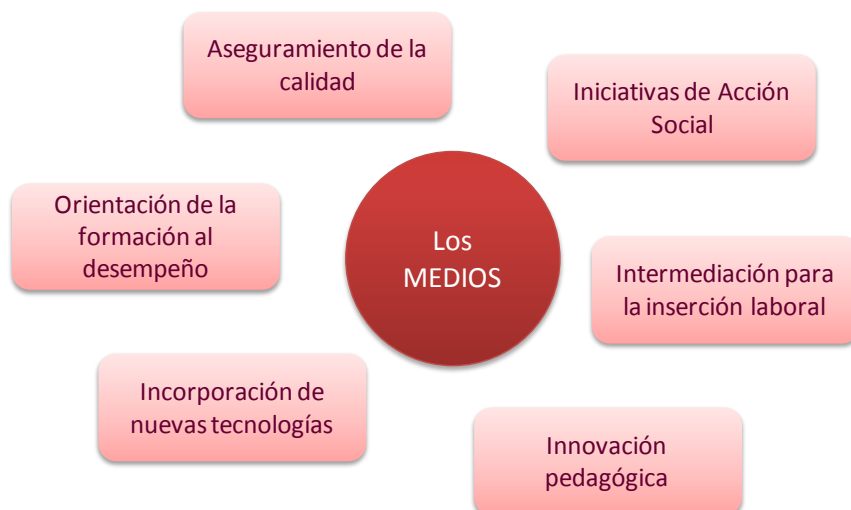 Aseguramiento de la
calidad
Iniciativas de Acción
Social
Orientación de la
formación al
desempeño
Los
MEDIOS
Intermediación para
la inserción laboral
Incorporación de
nuevas tecnologías
Innovación
pedagógica